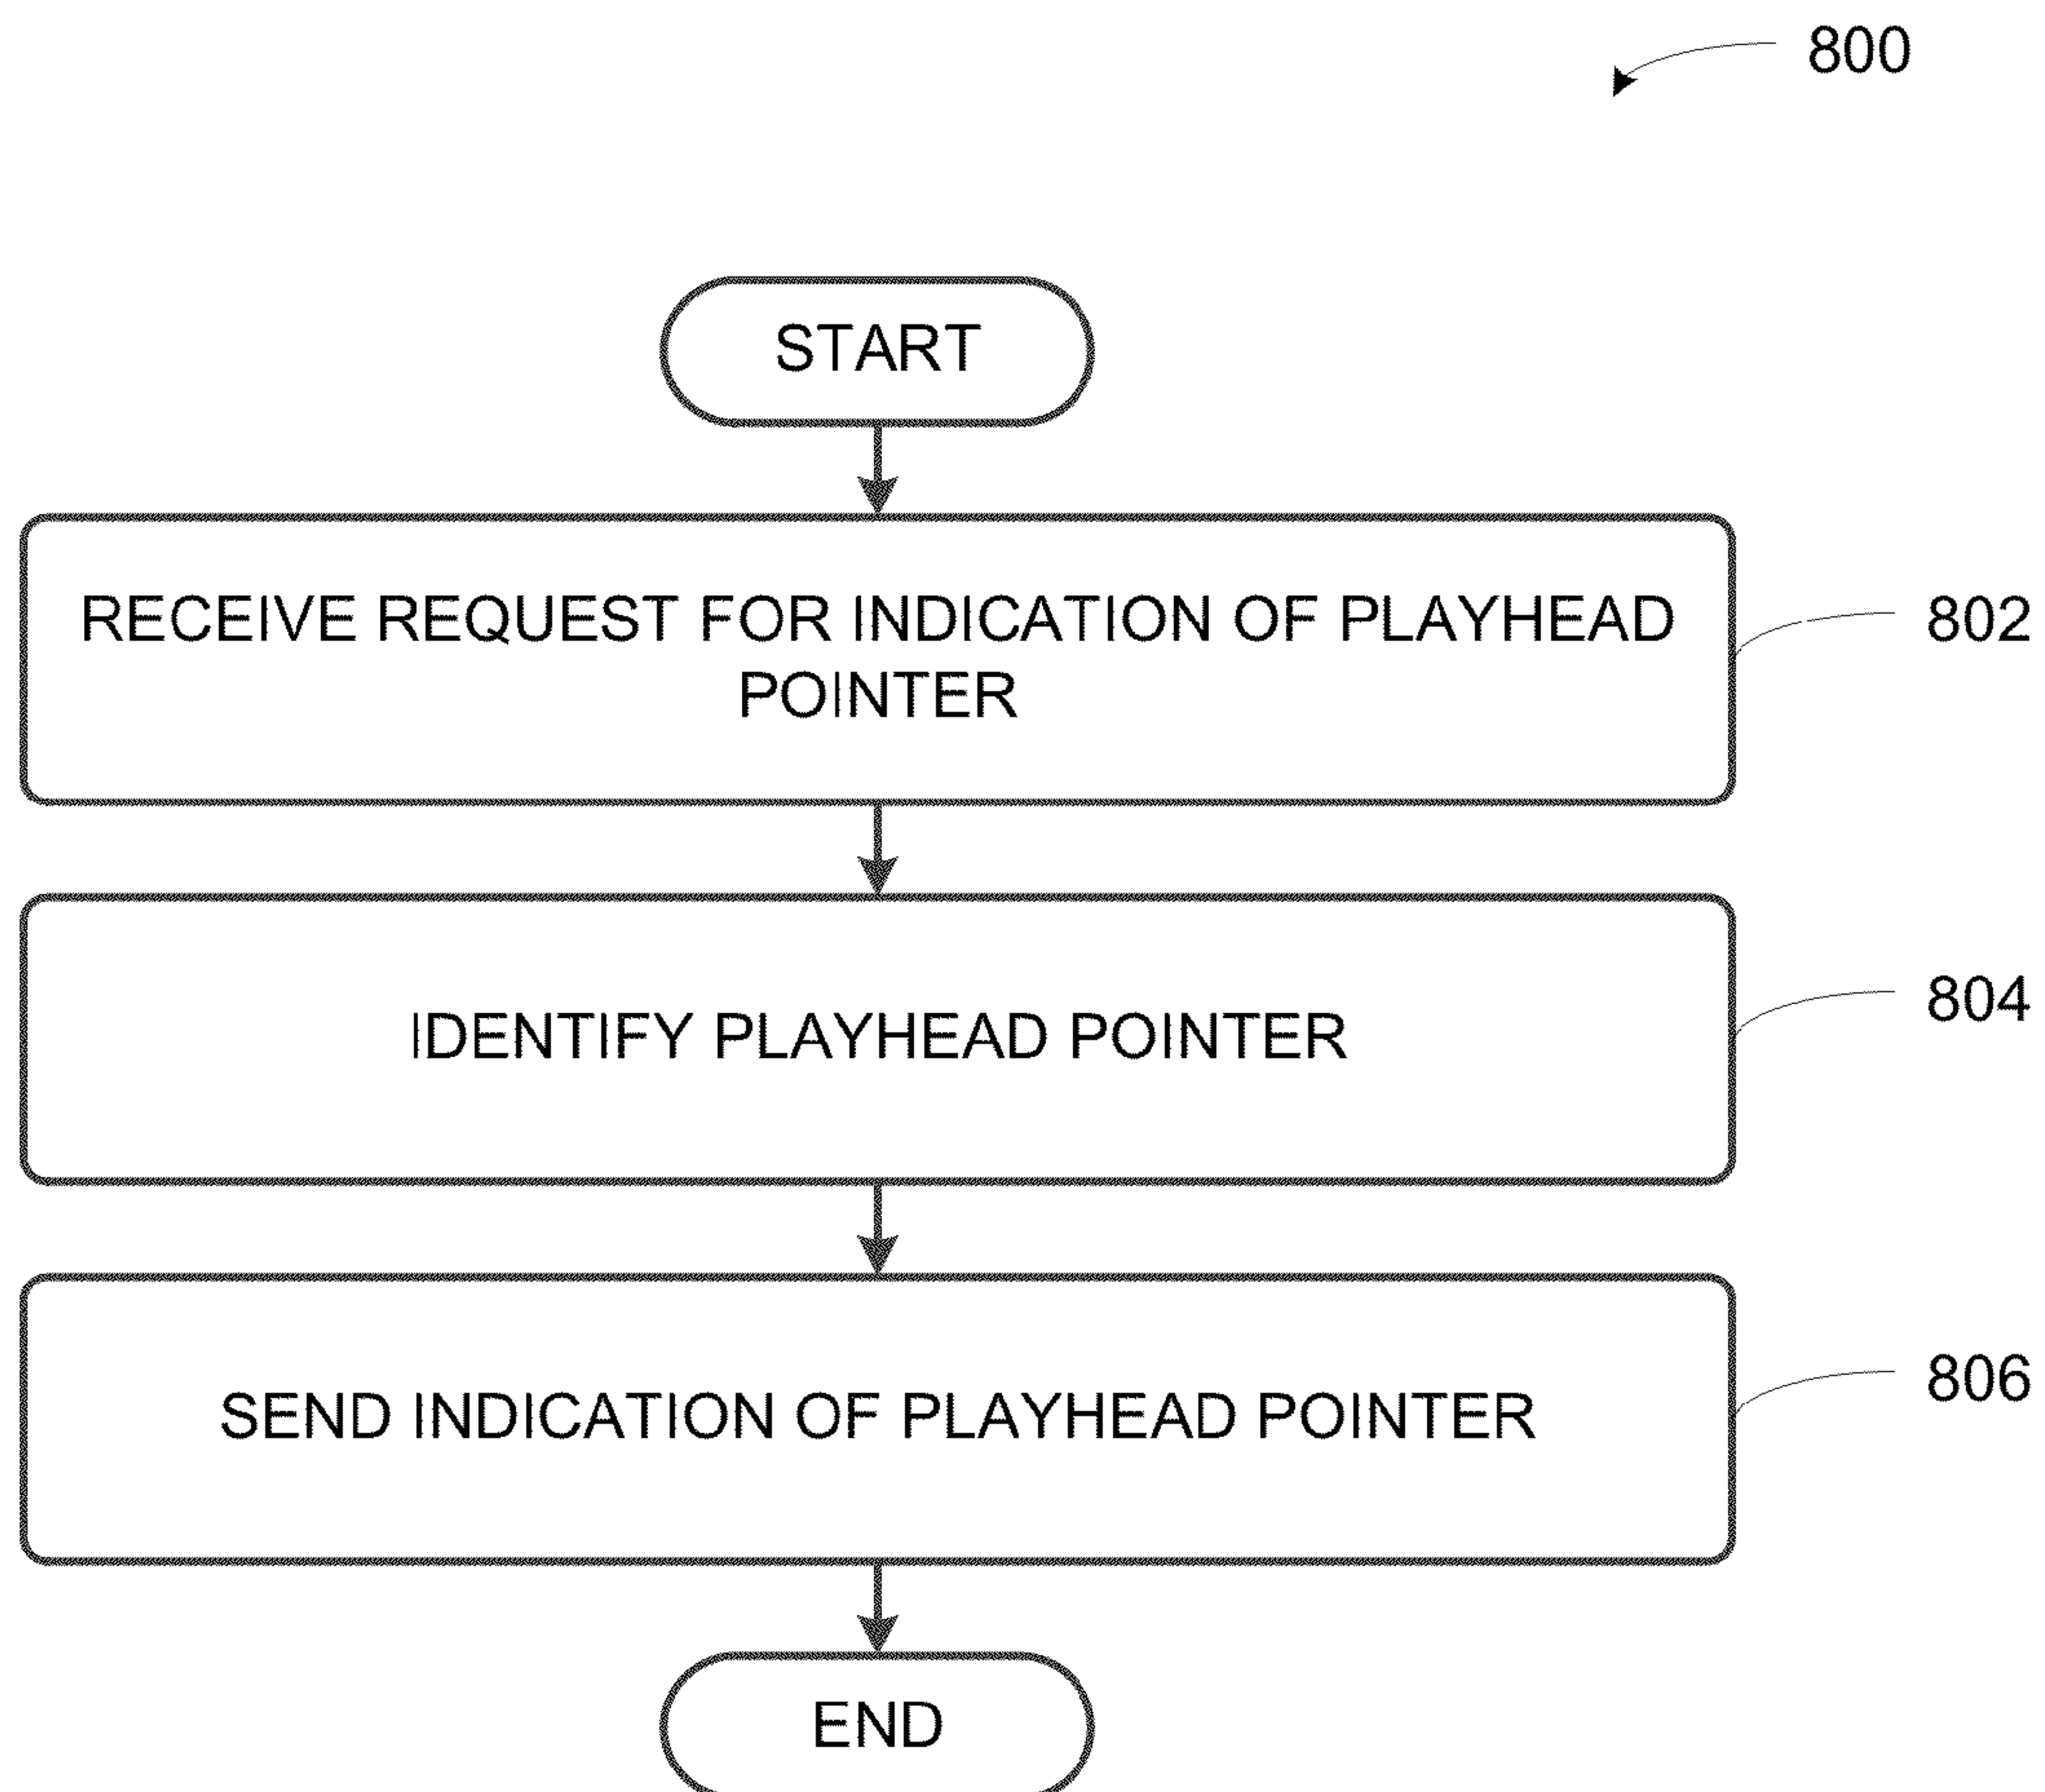 800
START
RECEIVE REQUEST FOR INDICATION OF PLAYHEAD
POINTER
802
IDENTIFY PLAYHEAD POINTER
804
SEND INDICATION OF PLAYHEAD POINTER
806
END